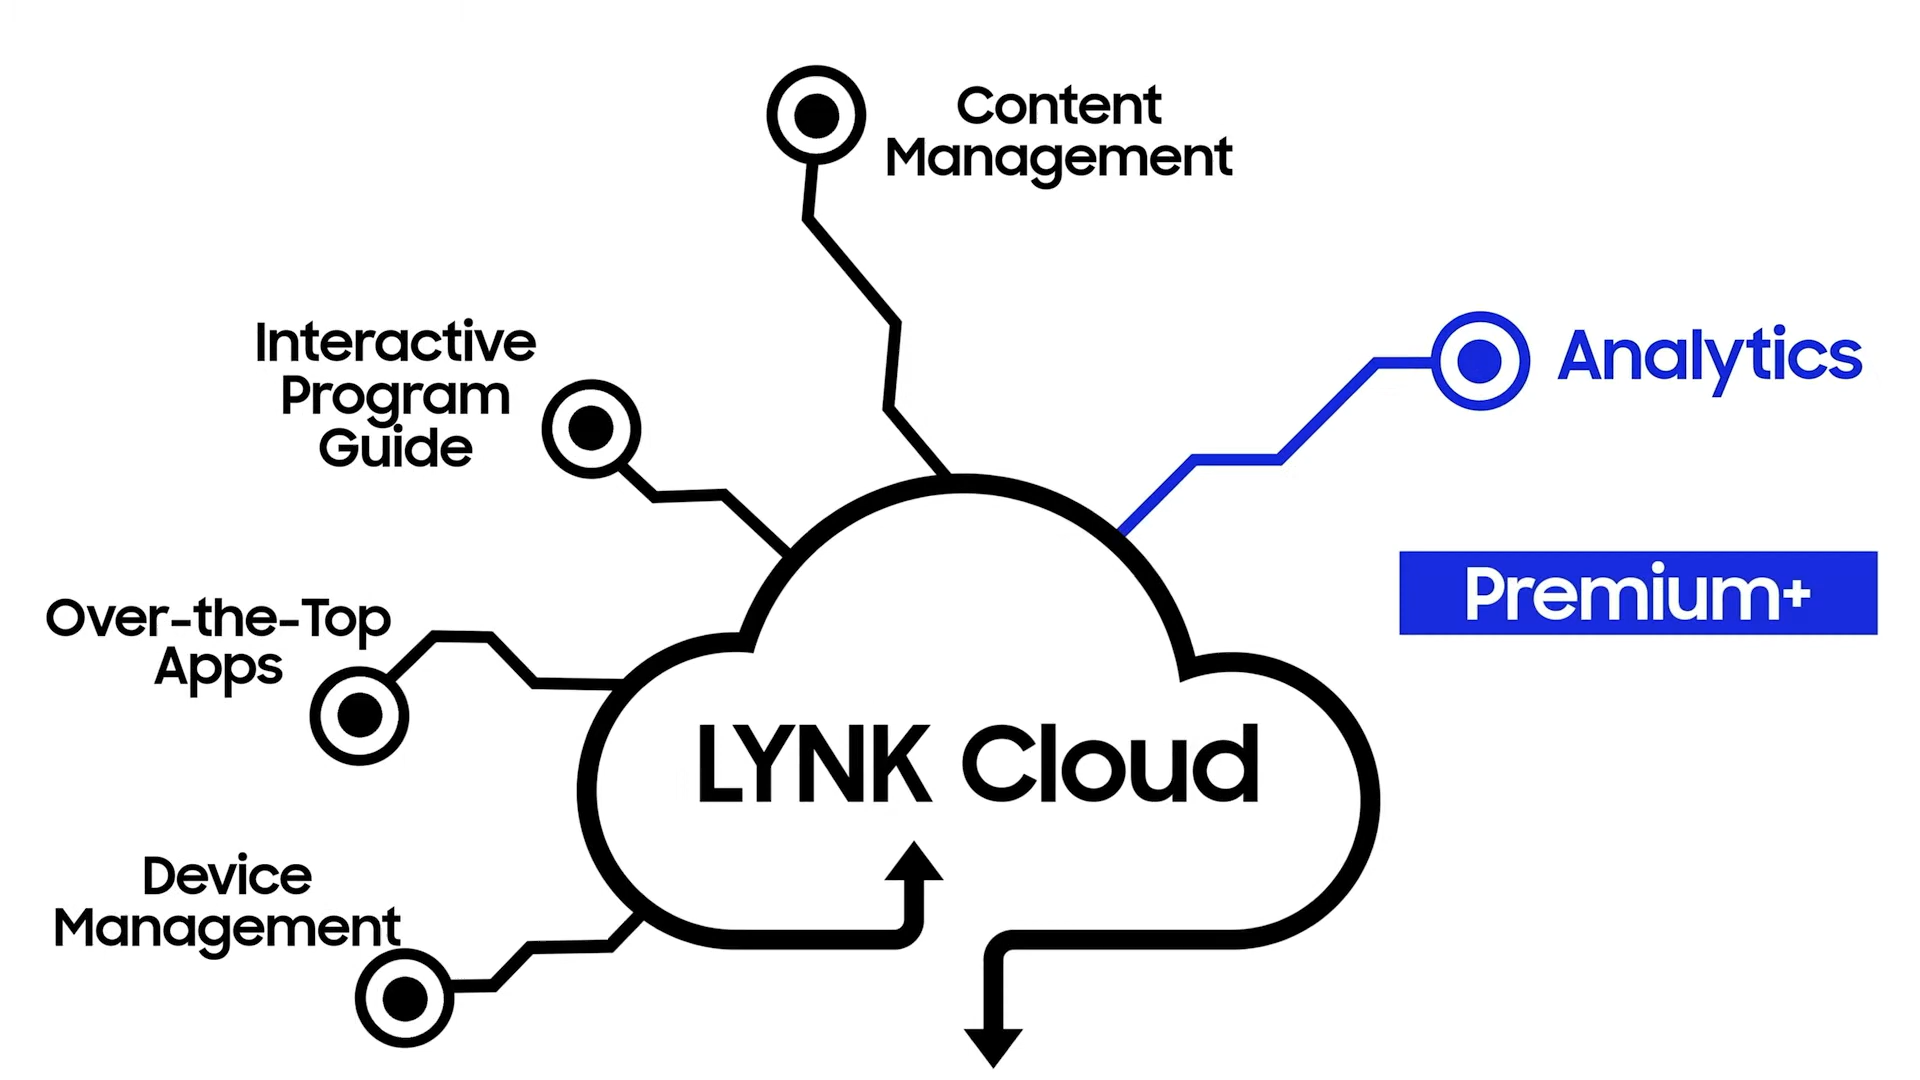 Content
Management
Interactive
Program
Guide
Analytics
Premium+
Over-the-Top
Apps
LYNK Cloud
Device
Management